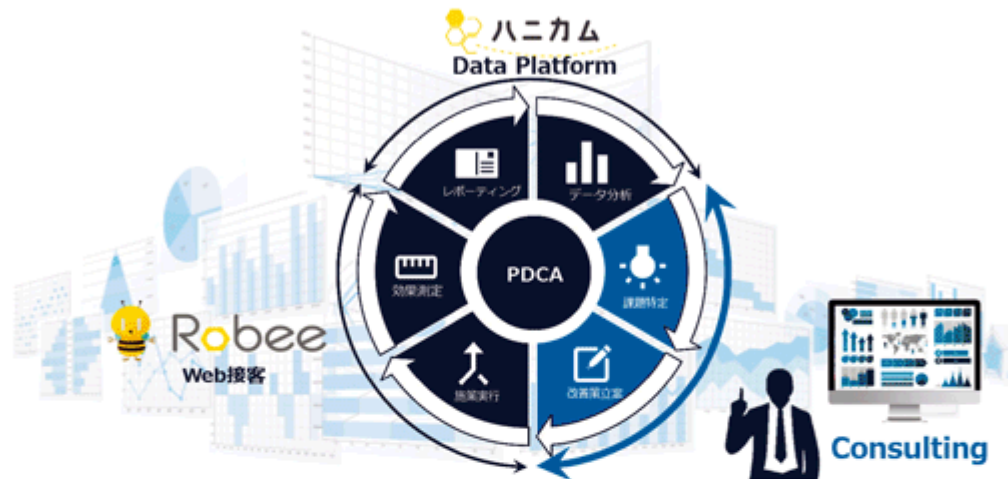 ハニカム
Data Platform
レポーティング
データ分析
効果測定
PDCA
課題特定
Robee
Web接客
施策実行
改善策立案
Consulting